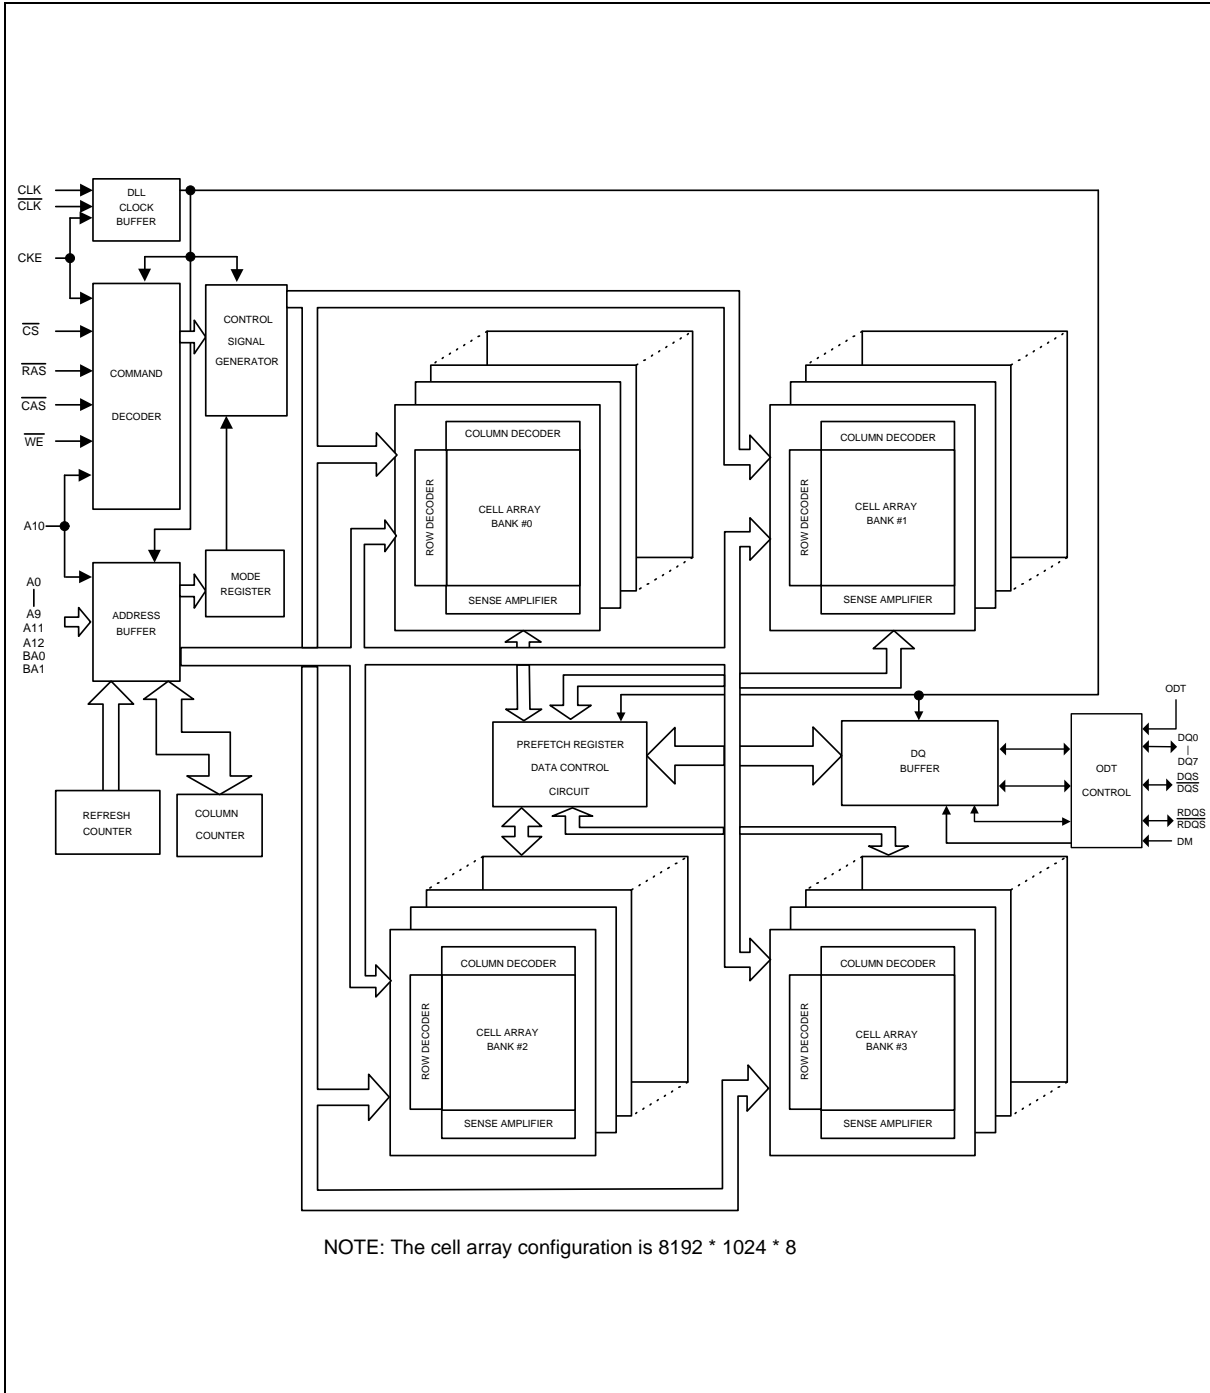 CLK
CLK
CKE
CS
RAS
CAS
WE
A10
A0
A9
A11
A12
BA0
BA1
DLL
CLOCK
BUFFER
COMMAND
DECODER
CONTROL
SIGNAL
GENERATOR
MODE
REGISTER
ADDRESS
BUFFER
REFRESH
COUNTER
COLUMN
COUNTER
COLUMN DECODER
ROW DECODER
CELL ARRAY
BANK #0
SENSE AMPLIFIER
COLUMN DECODER
ROW DECODER
CELL ARRAY
BANK #1
SENSE AMPLIFIER
PREFETCH REGISTER
DATA CONTROL
CIRCUIT
DQ
BUFFER
ODT
CONTROL
ODT
DQ0
DQ7
DQS
DQS
RDQS
RDQS
DM
COLUMN DECODER
ROW DECODER
CELL ARRAY
BANK #2
SENSE AMPLIFIER
COLUMN DECODER
ROW DECODER
CELL ARRAY
BANK #3
SENSE AMPLIFIER
NOTE: The cell array configuration is 8192 * 1024 * 8